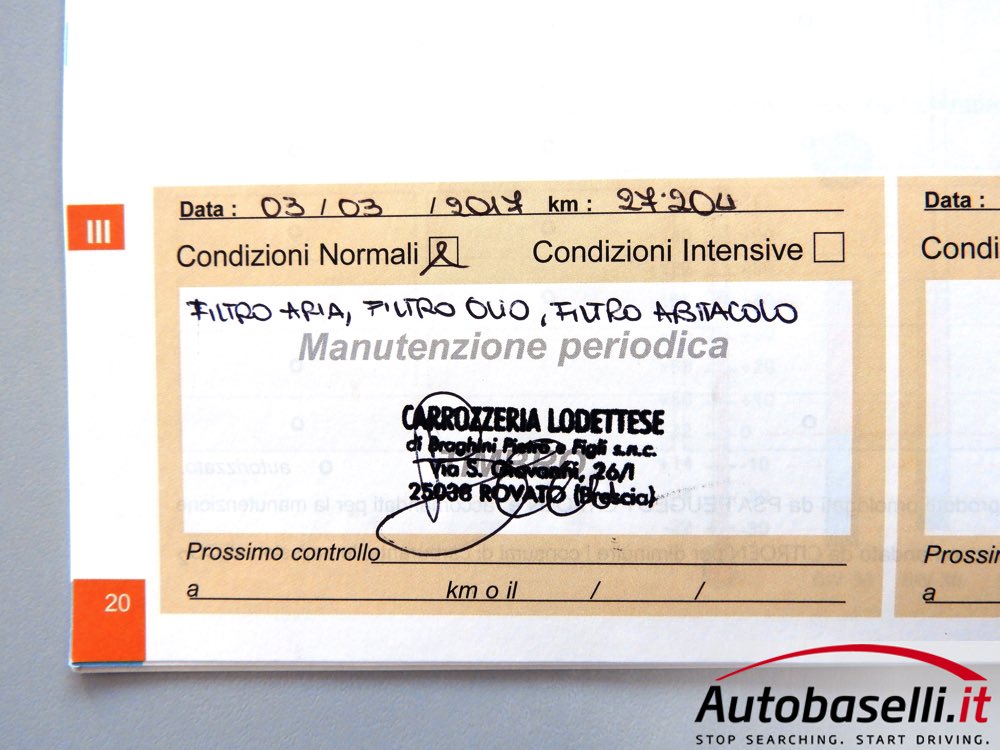 III
Data : 03 / 03 / 2017 km : 27.204
Condizioni Normali Condizioni Intensive
FILTRO ARIA, FILTRO OLIO, FILTRO ABITACOLO
Manutenzione periodica
CARROZZERIA LODETTESE
di Braghini Pietro e Figli s.n.c.
Via S. Giovanni, 26/1
25038 ROVATO (Brescia)
Prossimo controllo
a km o il / /
20
Data :
Condi
Prossi
a
Autobaselli.it
STOP SEARCHING. START DRIVING.